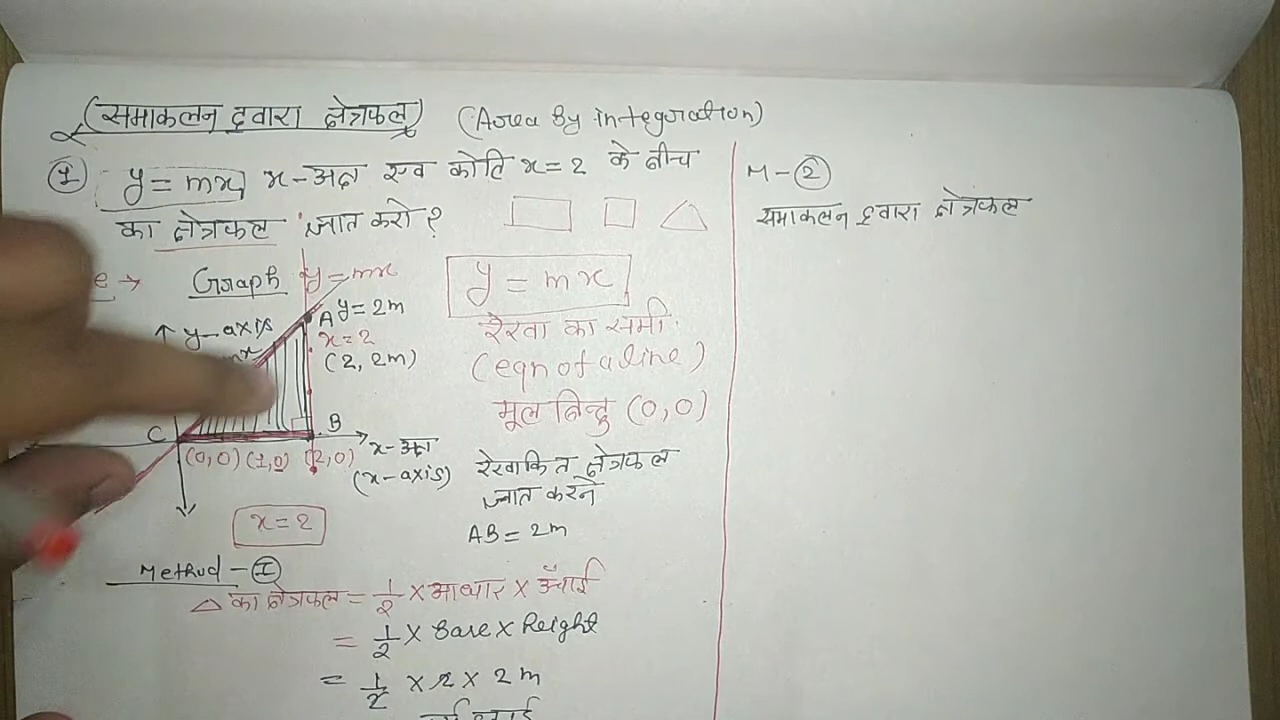 (समाकलन द्वारा क्षेत्रफल) (Area By integration)
① y = mx, x-अक्ष एव कोटि x = 2 के बीच
का क्षेत्रफल ज्ञात करो?
e → Graph y = mx
A y = 2m
y-axis
x = 2
mx
(2, 2m)
C B
x-अक्ष
(0,0) (1,0) (2,0)
(x-axis)
x = 2
y = mx
रेखा का समी.
(eqn of a line)
मूल बिन्दु (0,0)
रेखाकित क्षेत्रफल
ज्ञात करने
AB = 2m
Method - I
△ का क्षेत्रफल = 1/2 × आधार × ऊँचाई
= 1/2 × Base × Height
= 1/2 × 2 × 2m
M - ②
समाकलन द्वारा क्षेत्रफल